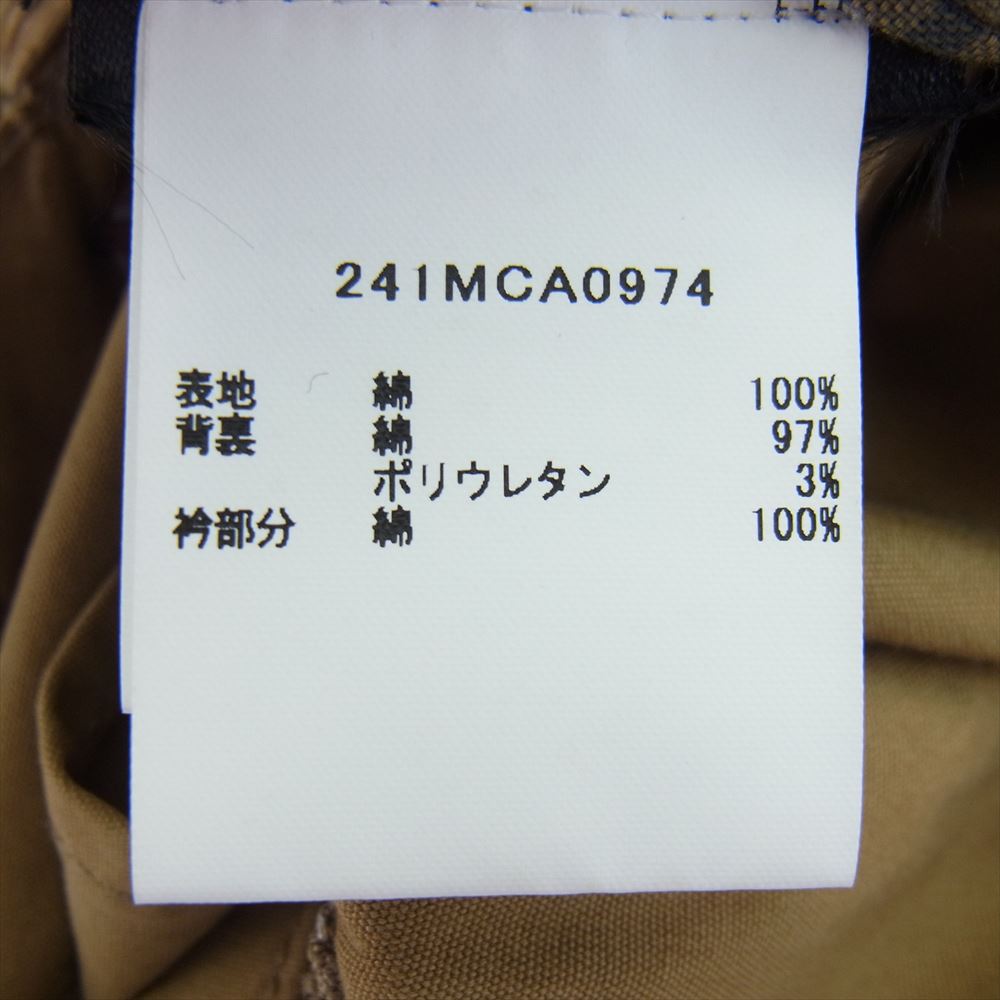 241MCA0974
表地 綿 100%
背裏 綿 97%
ポリウレタン 3%
衿部分 綿 100%